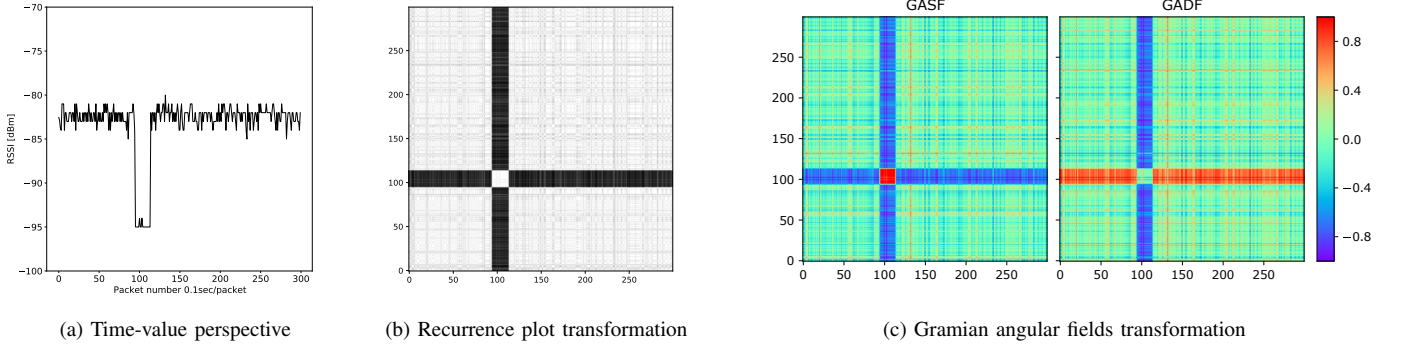 −70
−75
−80
−85
−90
−95
−100
RSSI [dBm]
0 50 100 150 200 250 300
Packet number 0.1sec/packet
(a) Time-value perspective
250
200
150
100
50
0
0 50 100 150 200 250
(b) Recurrence plot transformation
GASF
GADF
250
200
150
100
50
0
0 50 100 150 200 250
0 50 100 150 200 250
0.8
0.4
0.0
−0.4
−0.8
(c) Gramian angular fields transformation